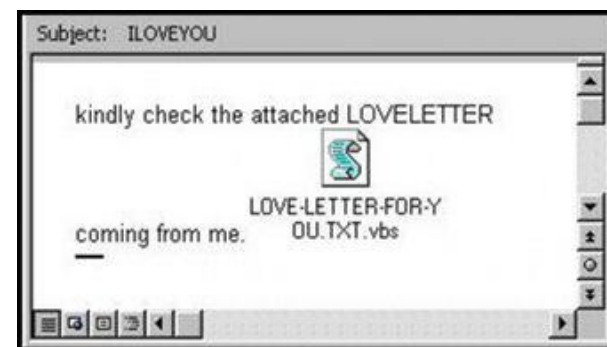 Subject: ILOVEYOU
kindly check the attached LOVELETTER
LOVE-LETTER-FOR-Y
OU.TXT.vbs
coming from me.